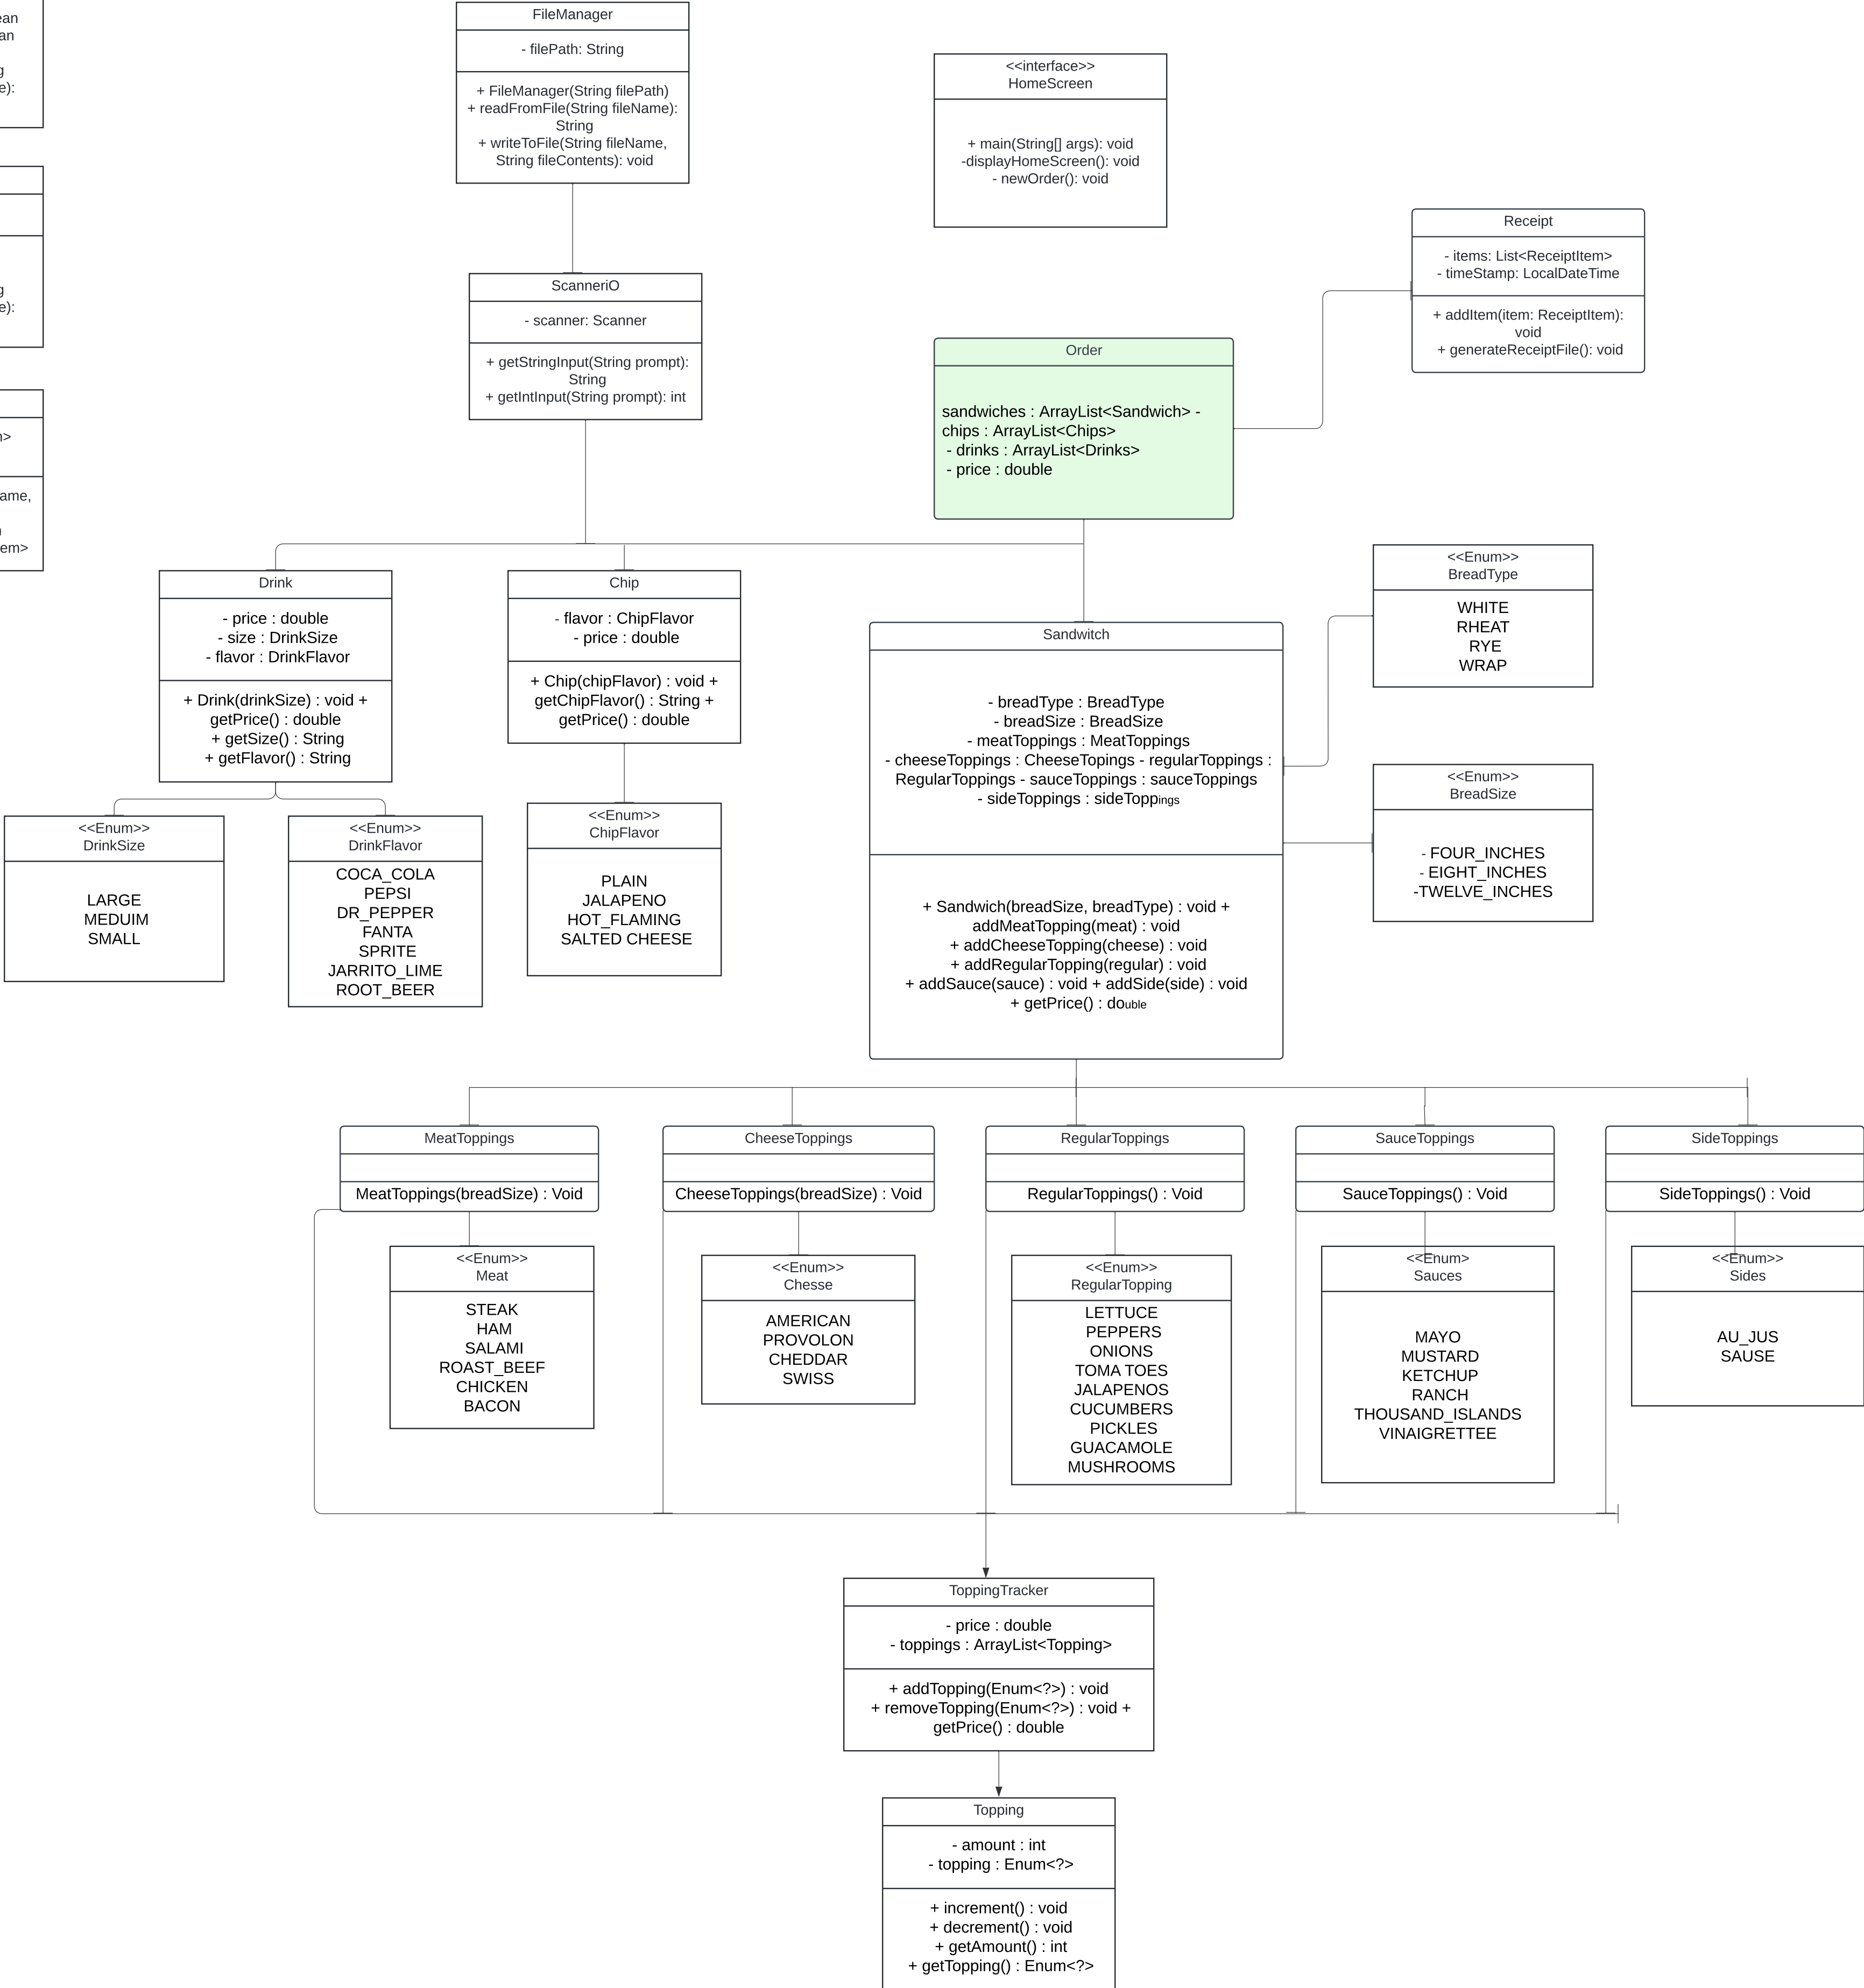 ean
an
g
e):
g
e):
n>
ame,
em>
FileManager
- filePath: String
+ FileManager(String filePath)
+ readFromFile(String fileName):
String
+ writeToFile(String fileName,
String fileContents): void
<<interface>>
HomeScreen
+ main(String[] args): void
-displayHomeScreen(): void
- newOrder(): void
Receipt
- items: List<ReceiptItem>
- timeStamp: LocalDateTime
+ addItem(item: ReceiptItem):
void
+ generateReceiptFile(): void
ScanneriO
- scanner: Scanner
+ getStringInput(String prompt):
String
+ getIntInput(String prompt): int
Order
sandwiches : ArrayList<Sandwich> -
chips : ArrayList<Chips>
- drinks : ArrayList<Drinks>
- price : double
Drink
- price : double
- size : DrinkSize
- flavor : DrinkFlavor
+ Drink(drinkSize) : void +
getPrice() : double
+ getSize() : String
+ getFlavor() : String
Chip
- flavor : ChipFlavor
- price : double
+ Chip(chipFlavor) : void +
getChipFlavor() : String +
getPrice() : double
Sandwitch
- breadType : BreadType
- breadSize : BreadSize
- meatToppings : MeatToppings
- cheeseToppings : CheeseTopings - regularToppings :
RegularToppings - sauceToppings : sauceToppings
- sideToppings : sideToppings
+ Sandwich(breadSize, breadType) : void +
addMeatTopping(meat) : void
+ addCheeseTopping(cheese) : void
+ addRegularTopping(regular) : void
+ addSauce(sauce) : void + addSide(side) : void
+ getPrice() : double
<<Enum>>
BreadType
WHITE
RHEAT
RYE
WRAP
<<Enum>>
BreadSize
- FOUR_INCHES
- EIGHT_INCHES
-TWELVE_INCHES
<<Enum>>
DrinkSize
LARGE
MEDUIM
SMALL
<<Enum>>
DrinkFlavor
COCA_COLA
PEPSI
DR_PEPPER
FANTA
SPRITE
JARRITO_LIME
ROOT_BEER
<<Enum>>
ChipFlavor
PLAIN
JALAPENO
HOT_FLAMING
SALTED CHEESE
MeatToppings
MeatToppings(breadSize) : Void
CheeseToppings
CheeseToppings(breadSize) : Void
RegularToppings
RegularToppings() : Void
SauceToppings
SauceToppings() : Void
SideToppings
SideToppings() : Void
<<Enum>>
Meat
STEAK
HAM
SALAMI
ROAST_BEEF
CHICKEN
BACON
<<Enum>>
Chesse
AMERICAN
PROVOLON
CHEDDAR
SWISS
<<Enum>>
RegularTopping
LETTUCE
PEPPERS
ONIONS
TOMA TOES
JALAPENOS
CUCUMBERS
PICKLES
GUACAMOLE
MUSHROOMS
<<Enum>
Sauces
MAYO
MUSTARD
KETCHUP
RANCH
THOUSAND_ISLANDS
VINAIGRETTEE
<<Enum>>
Sides
AU_JUS
SAUSE
ToppingTracker
- price : double
- toppings : ArrayList<Topping>
+ addTopping(Enum<?>) : void
+ removeTopping(Enum<?>) : void +
getPrice() : double
Topping
- amount : int
- topping : Enum<?>
+ increment() : void
+ decrement() : void
+ getAmount() : int
+ getTopping() : Enum<?>